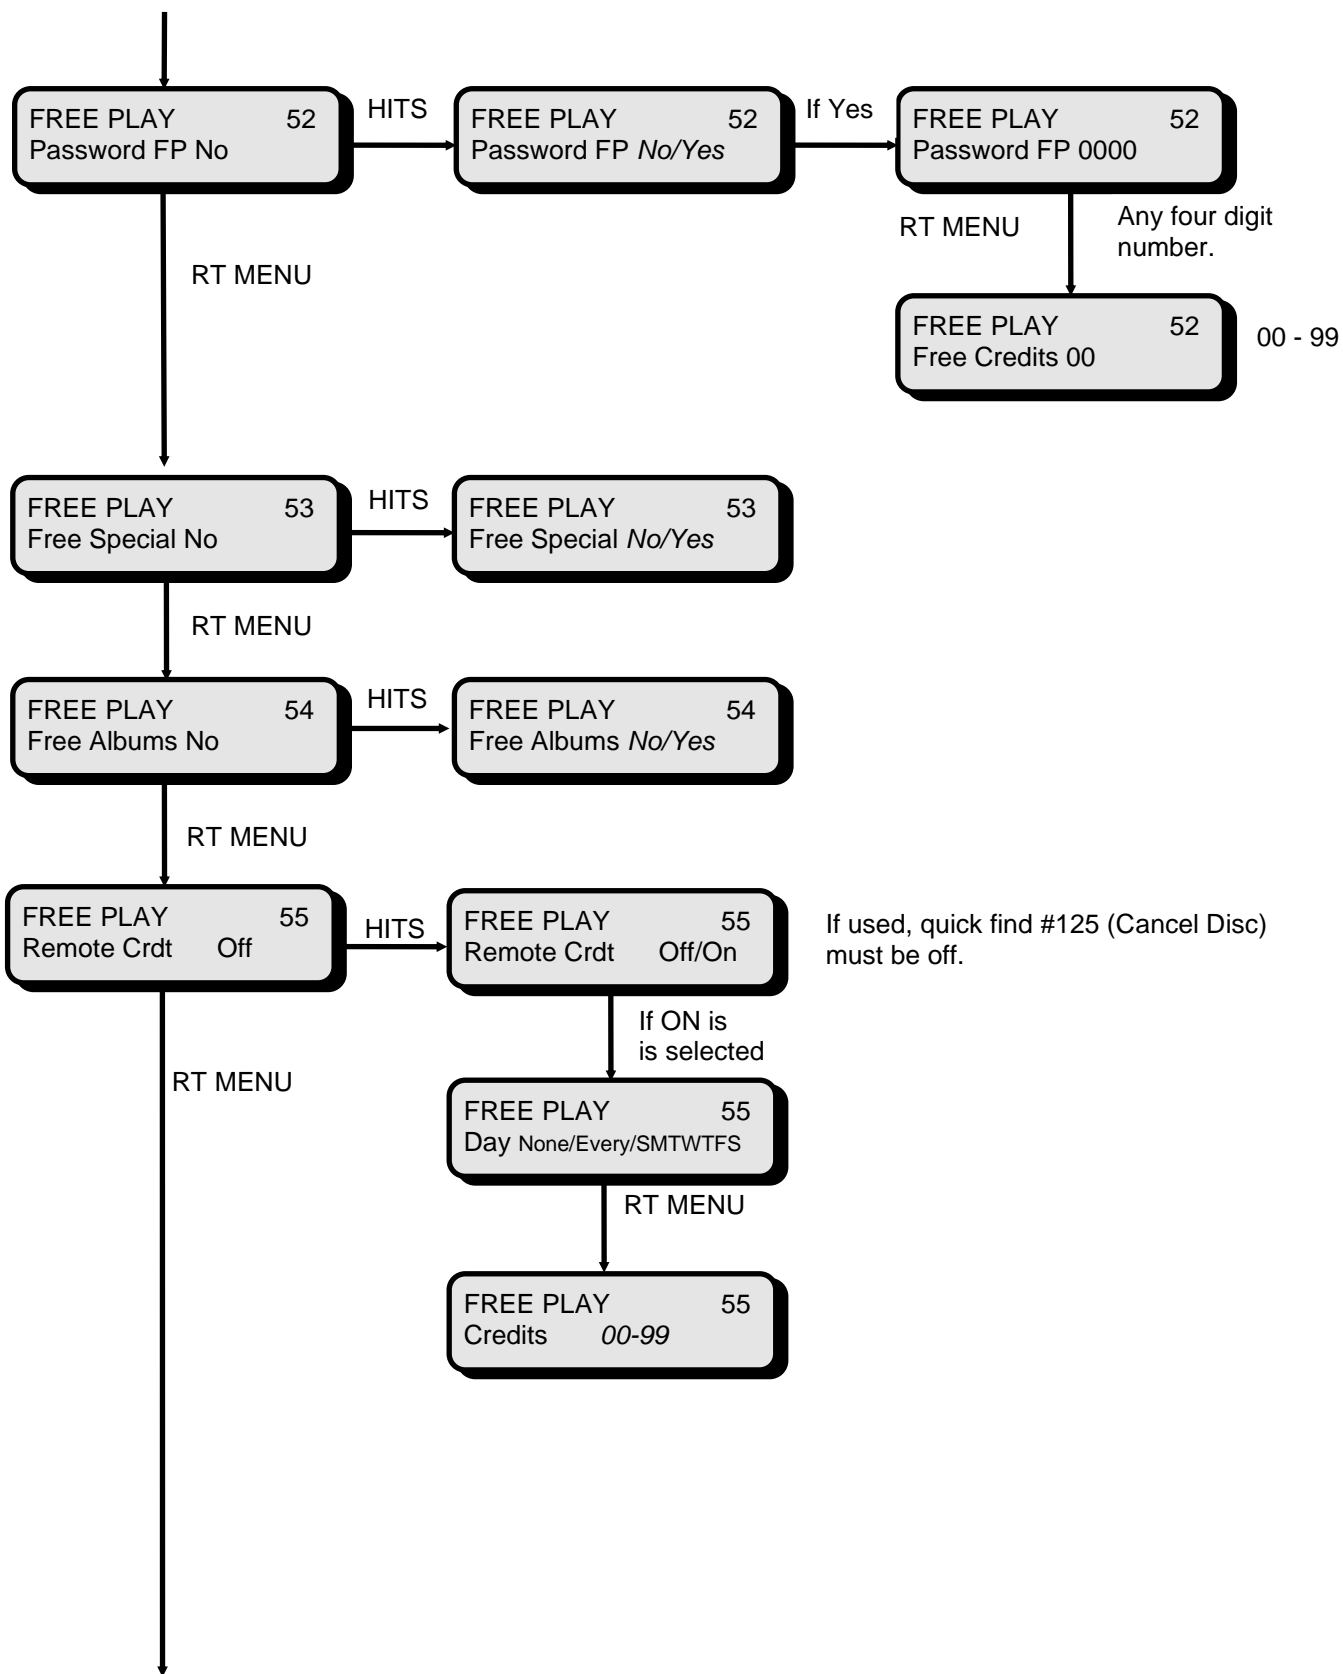 FREE PLAY 52
Password FP No
HITS
FREE PLAY 52
Password FP No/Yes
If Yes
FREE PLAY 52
Password FP 0000
RT MENU
Any four digit
number.
RT MENU
FREE PLAY 52
Free Credits 00
00 - 99
FREE PLAY 53
Free Special No
HITS
FREE PLAY 53
Free Special No/Yes
RT MENU
FREE PLAY 54
Free Albums No
HITS
FREE PLAY 54
Free Albums No/Yes
RT MENU
FREE PLAY 55
Remote Crdt Off
HITS
FREE PLAY 55
Remote Crdt Off/On
If used, quick find #125 (Cancel Disc)
must be off.
If ON is
is selected
RT MENU
FREE PLAY 55
Day None/Every/SMTWTFS
RT MENU
FREE PLAY 55
Credits 00-99